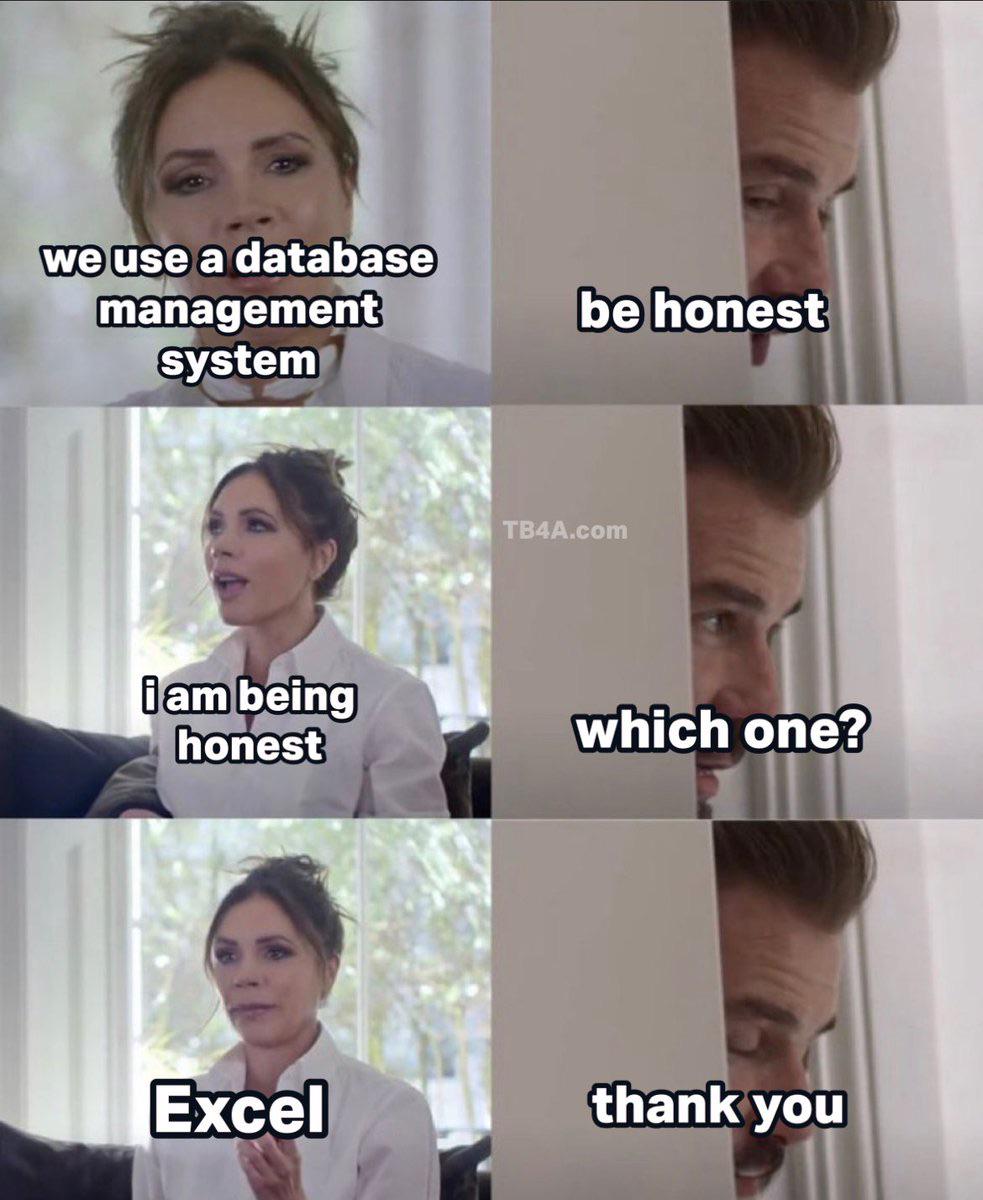 we use a database
management
system
be honest
i am being
honest
TB4A.com
which one?
Excel
thank you